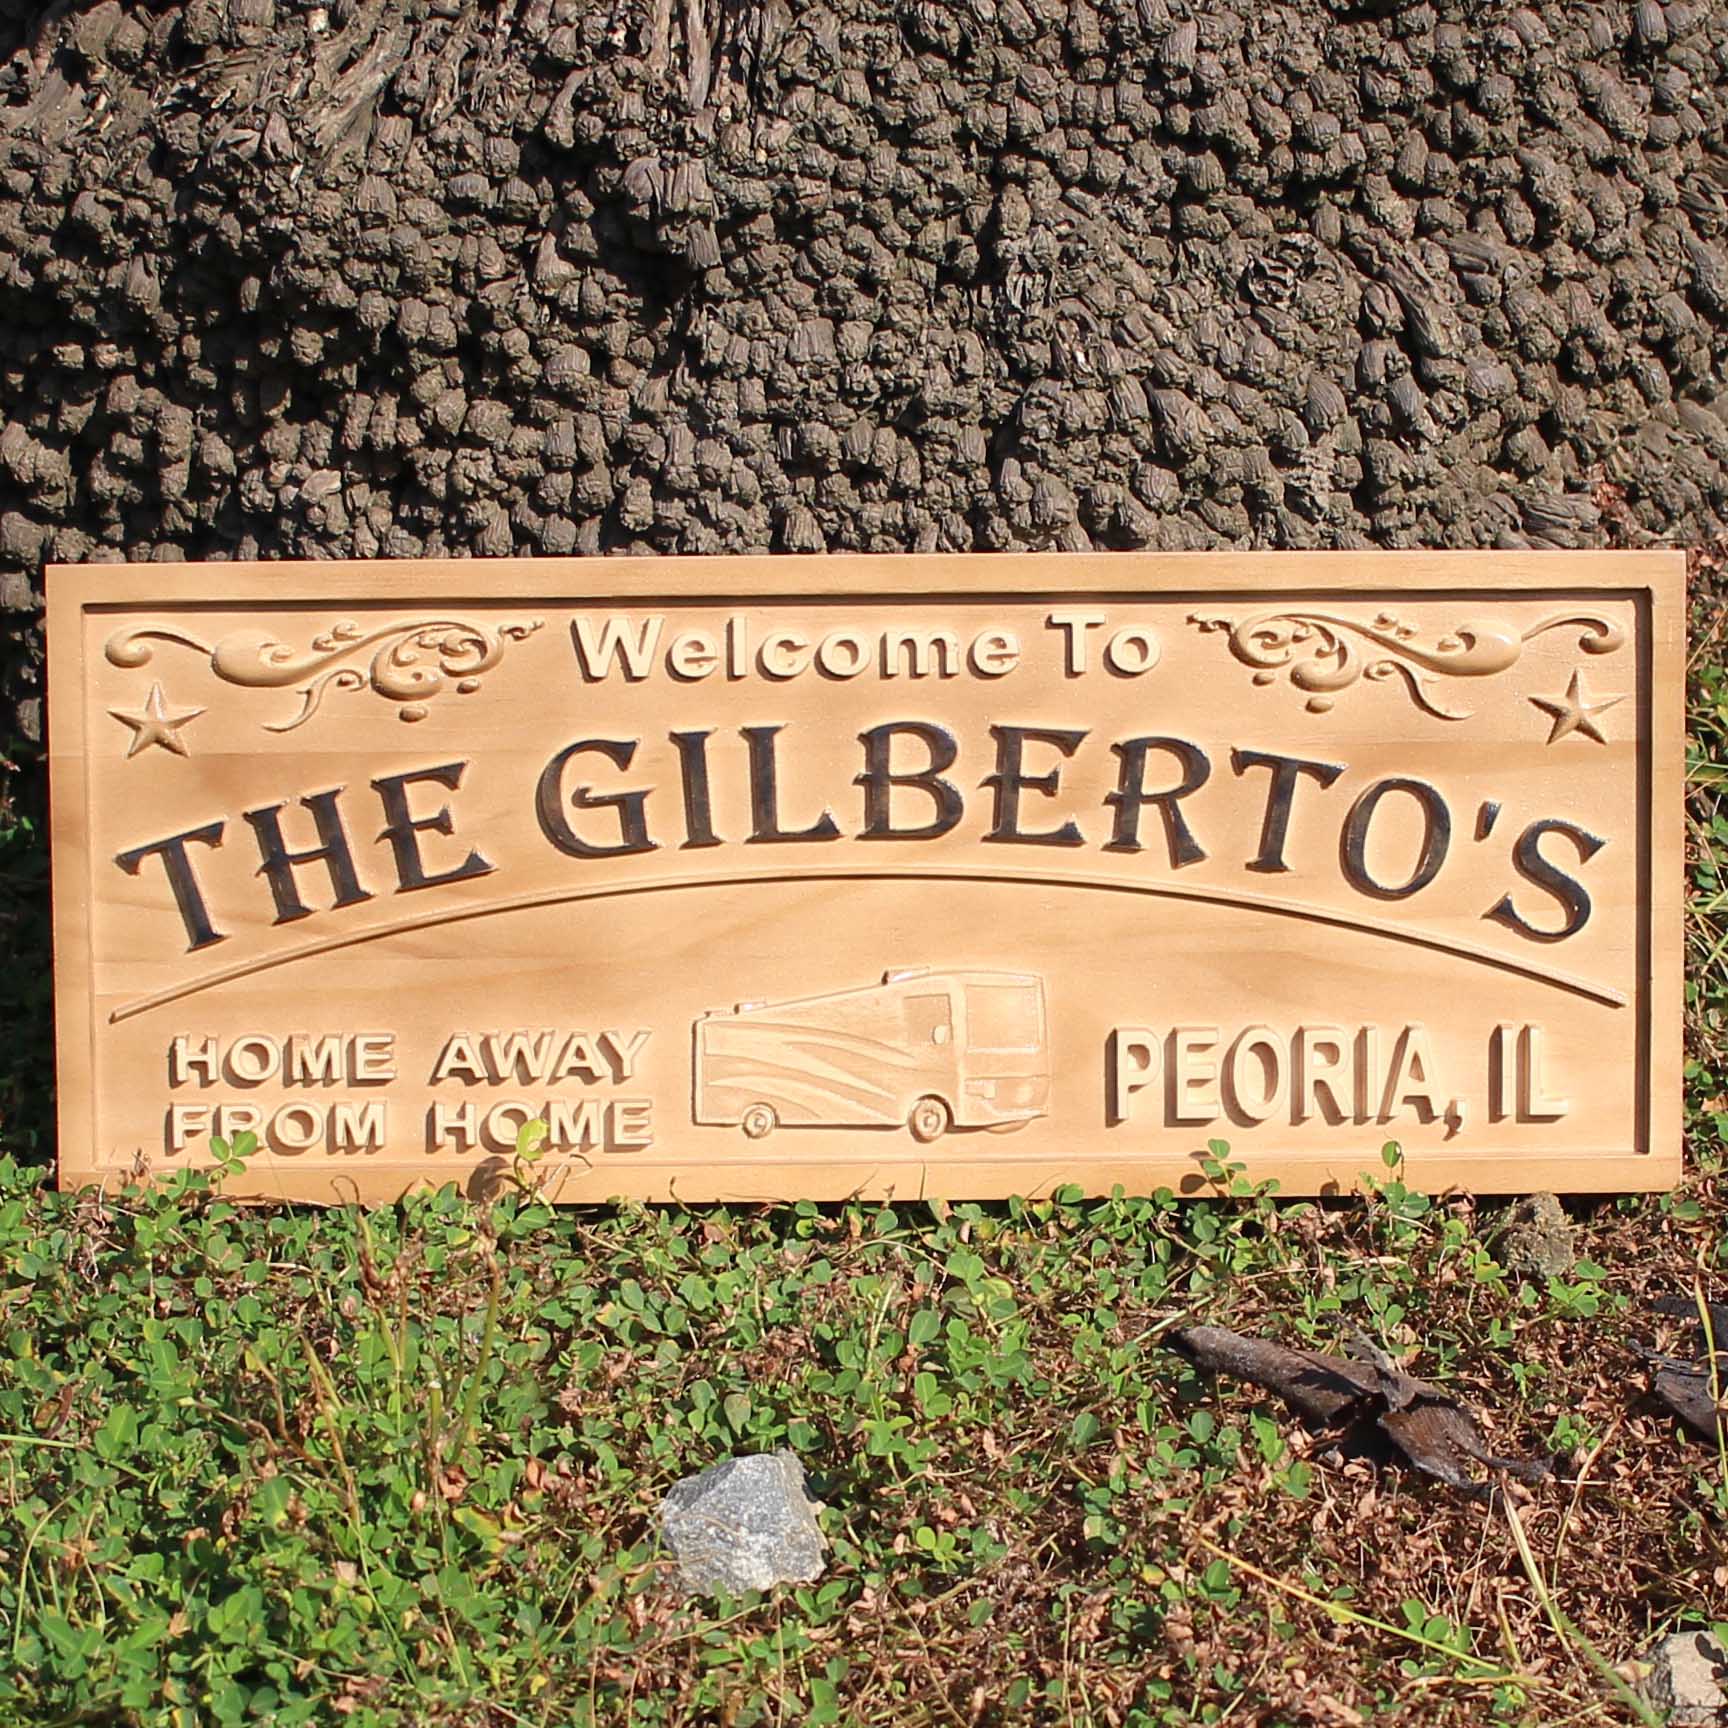 Welcome To
THE GILBERTO'S
HOME AWAY
FROM HOME
PEORIA, IL